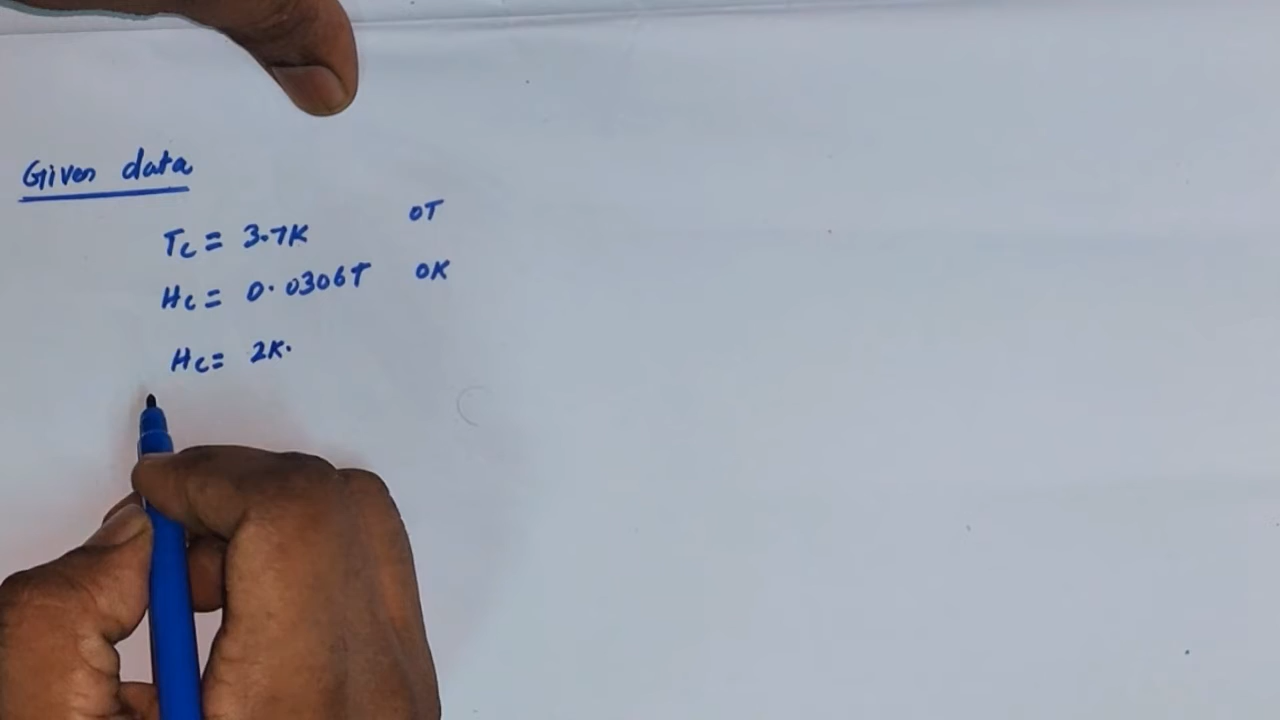 Given data
Tc = 3.7K 0T
Hc = 0.0306T 0K
Hc = 2K.